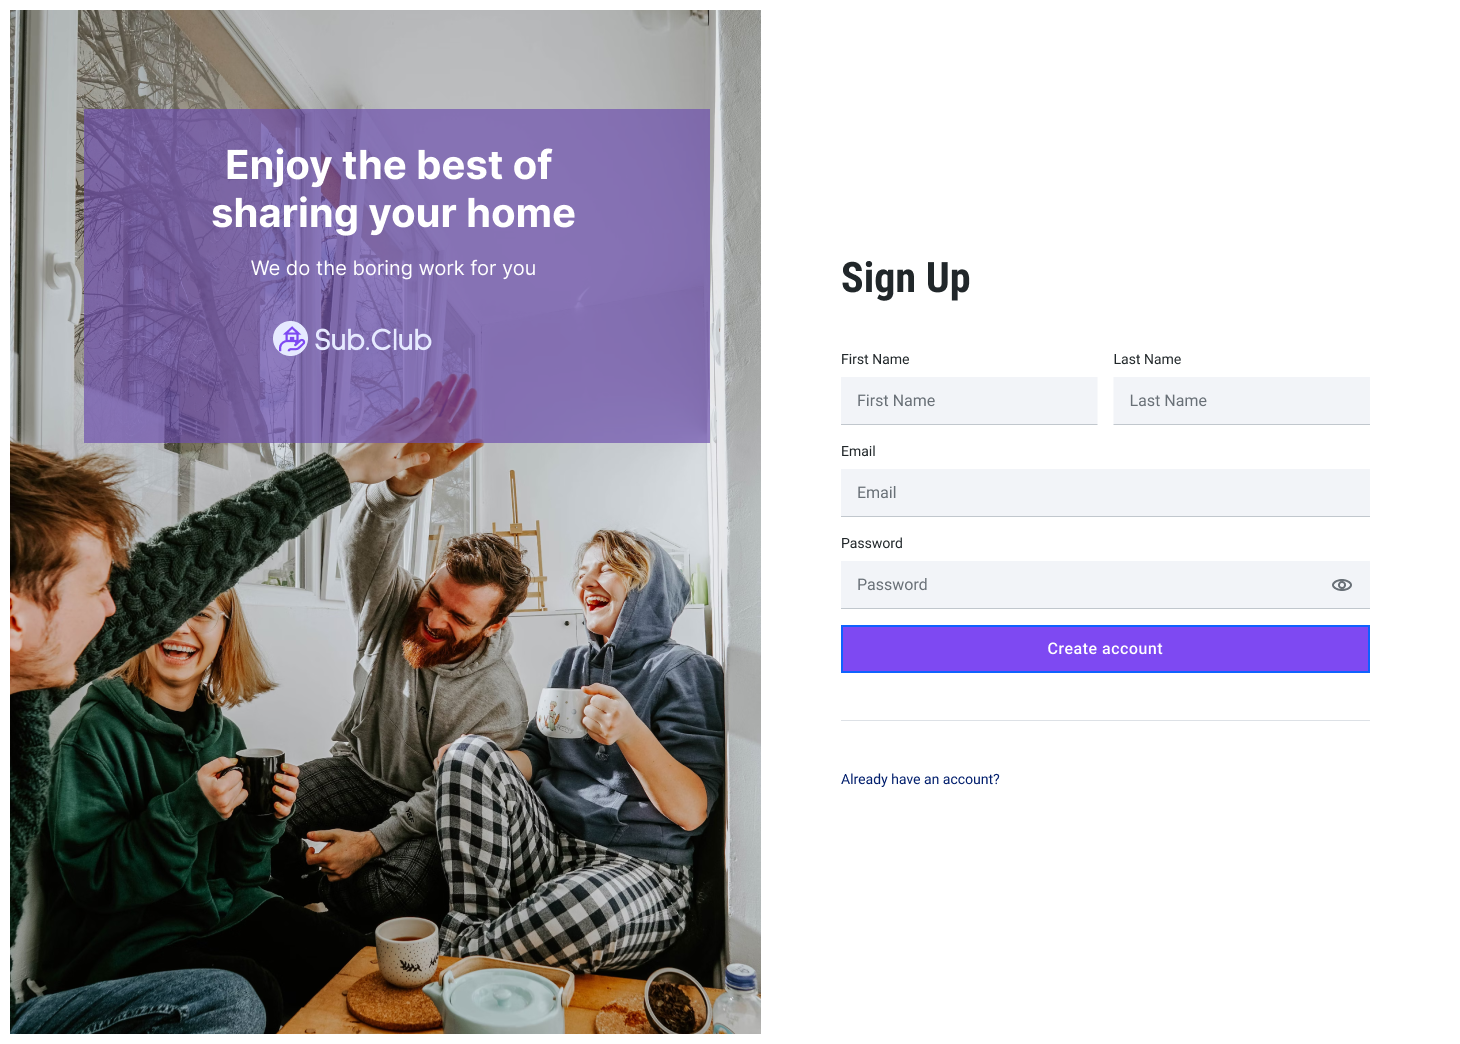 Enjoy the best of
sharing your home
We do the boring work for you
Sub.Club
Sign Up
First Name
Last Name
First Name
Last Name
Email
Email
Password
Password
Create account
Already have an account?